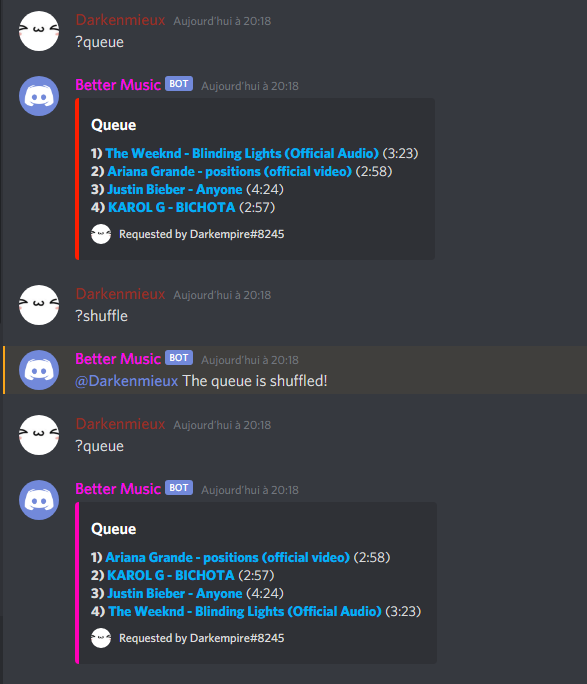 Darkenmieux Aujourd'hui à 20:18
?queue
Better Music BOT Aujourd'hui à 20:18
Queue
1) The Weeknd - Blinding Lights (Official Audio) (3:23)
2) Ariana Grande - positions (official video) (2:58)
3) Justin Bieber - Anyone (4:24)
4) KAROL G - BICHOTA (2:57)
Requested by Darkempire#8245
Darkenmieux Aujourd'hui à 20:18
?shuffle
Better Music BOT Aujourd'hui à 20:18
@Darkenmieux The queue is shuffled!
Darkenmieux Aujourd'hui à 20:18
?queue
Better Music BOT Aujourd'hui à 20:18
Queue
1) Ariana Grande - positions (official video) (2:58)
2) KAROL G - BICHOTA (2:57)
3) Justin Bieber - Anyone (4:24)
4) The Weeknd - Blinding Lights (Official Audio) (3:23)
Requested by Darkempire#8245